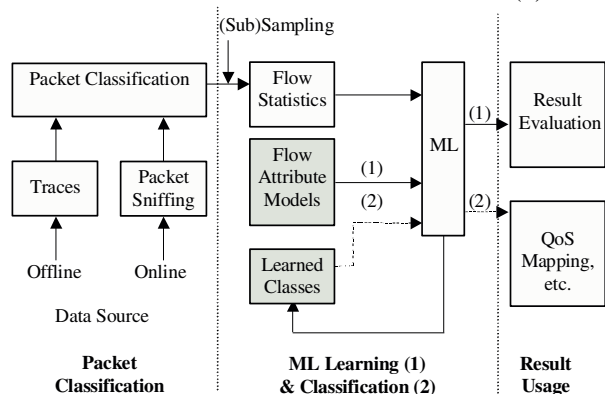 (Sub)Sampling
Packet Classification
Flow
Statistics
ML
(1)
Result
Evaluation
Traces
Packet
Sniffing
Flow
Attribute
Models
(1)
(2)
(2)
Learned
Classes
QoS
Mapping,
etc.
Offline
Online
Data Source
Packet
Classification
ML Learning (1)
& Classification (2)
Result
Usage